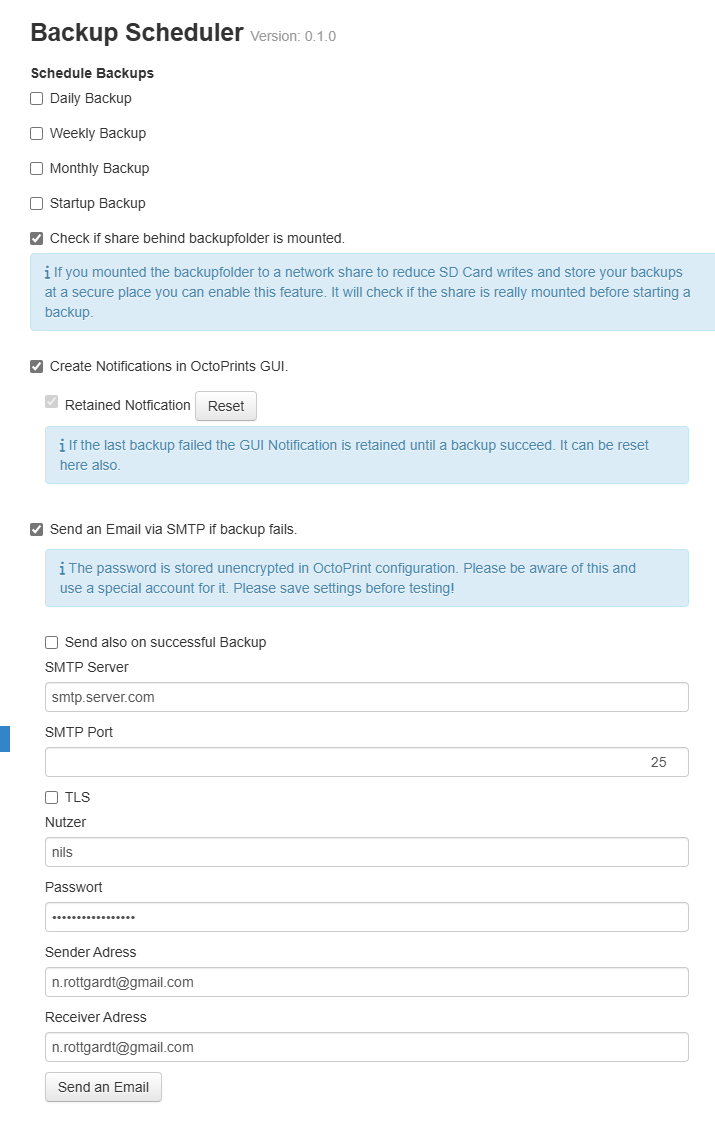 Backup Scheduler Version: 0.1.0
Schedule Backups
Daily Backup
Weekly Backup
Monthly Backup
Startup Backup
Check if share behind backupfolder is mounted.
If you mounted the backupfolder to a network share to reduce SD Card writes and store your backups
at a secure place you can enable this feature. It will check if the share is really mounted before starting a
backup.
Create Notifications in OctoPrints GUI.
Retained Notfication Reset
If the last backup failed the GUI Notification is retained until a backup succeed. It can be reset
here also.
Send an Email via SMTP if backup fails.
The password is stored unencrypted in OctoPrint configuration. Please be aware of this and
use a special account for it. Please save settings before testing!
Send also on successful Backup
SMTP Server
smtp.server.com
SMTP Port
25
TLS
Nutzer
nils
Passwort
•••••••••••••••••
Sender Adress
n.rottgardt@gmail.com
Receiver Adress
n.rottgardt@gmail.com
Send an Email